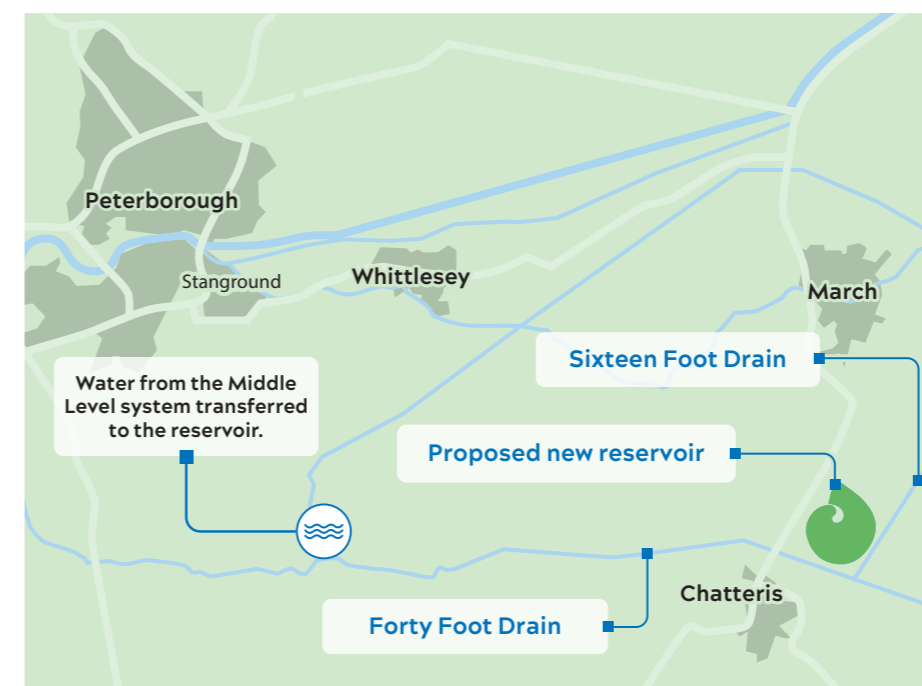 Peterborough
Stanground
Whittlesey
March
Sixteen Foot Drain
Water from the Middle
Level system transferred
to the reservoir.
Proposed new reservoir
Chatteris
Forty Foot Drain